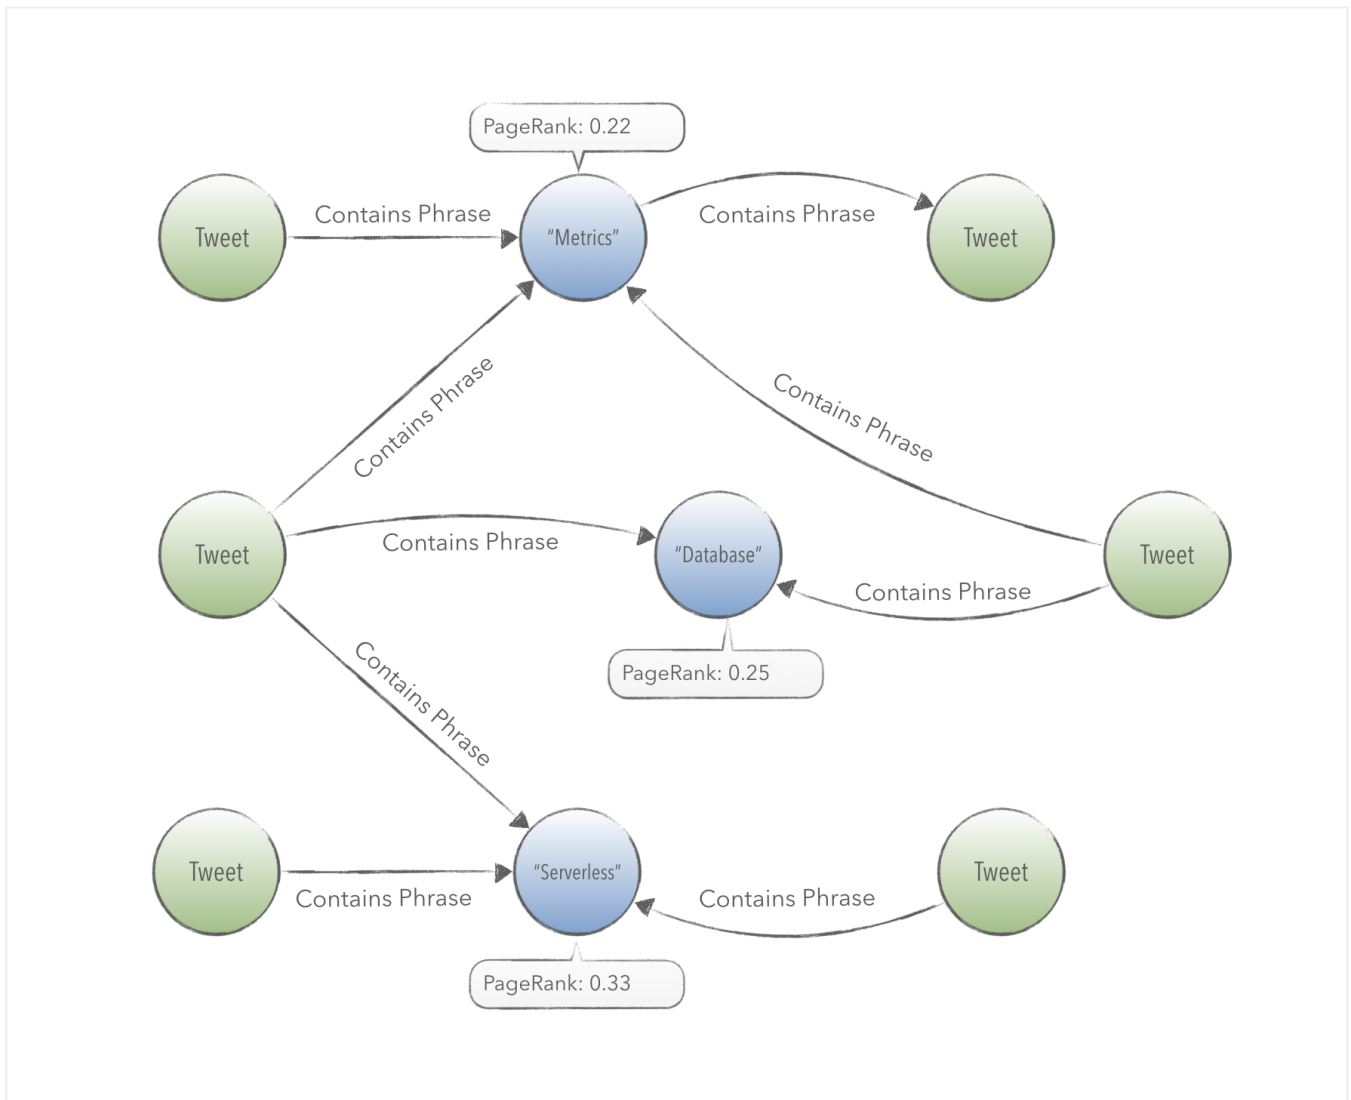 PageRank: 0.22
Tweet
Contains Phrase
“Metrics”
Contains Phrase
Tweet
Contains Phrase
Contains Phrase
Tweet
Contains Phrase
“Database”
Contains Phrase
Tweet
PageRank: 0.25
Contains Phrase
Tweet
Contains Phrase
“Serverless”
Contains Phrase
Tweet
PageRank: 0.33